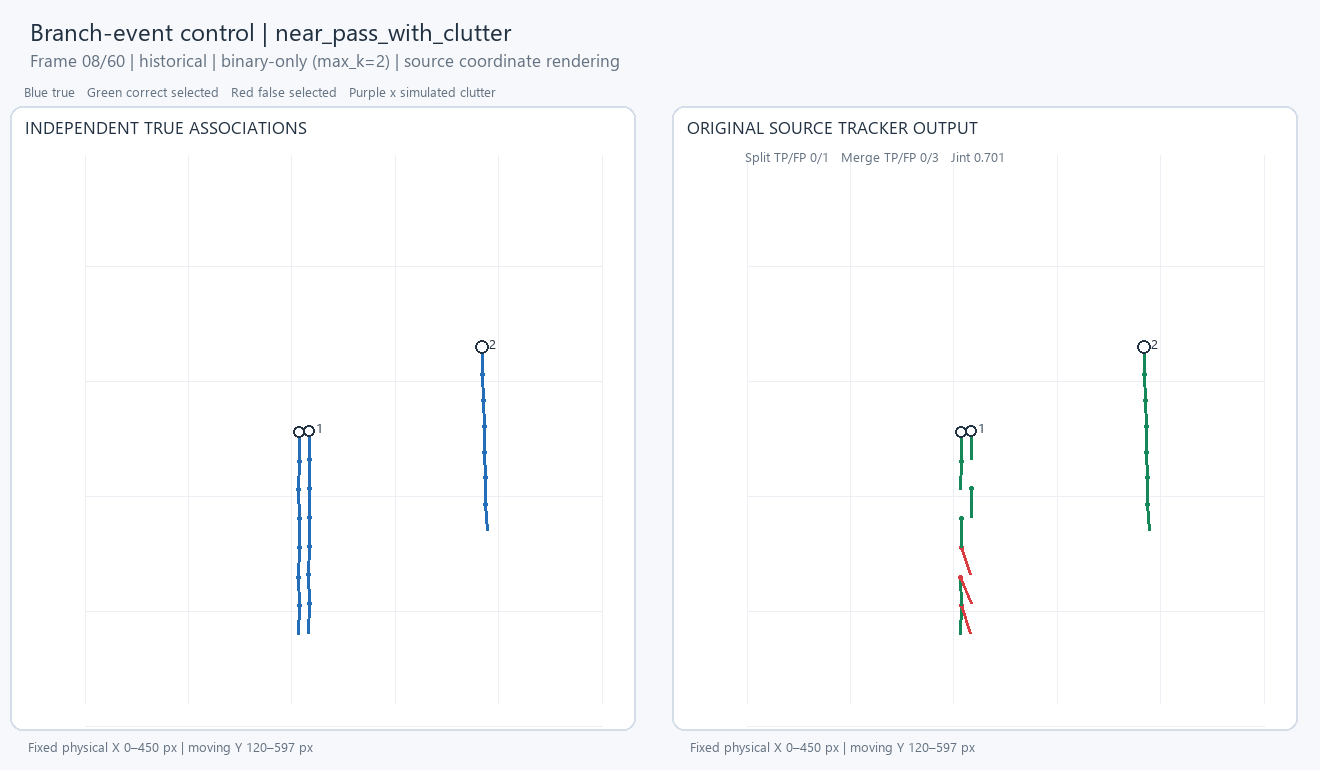 Branch-event control | near_pass_with_clutter
Frame 08/60 | historical | binary-only (max_k=2) | source coordinate rendering
Blue true   Green correct selected   Red false selected   Purple x simulated clutter
INDEPENDENT TRUE ASSOCIATIONS
2
1
Fixed physical X 0–450 px | moving Y 120–597 px
ORIGINAL SOURCE TRACKER OUTPUT
Split TP/FP 0/1   Merge TP/FP 0/3   Jint 0.701
2
1
Fixed physical X 0–450 px | moving Y 120–597 px